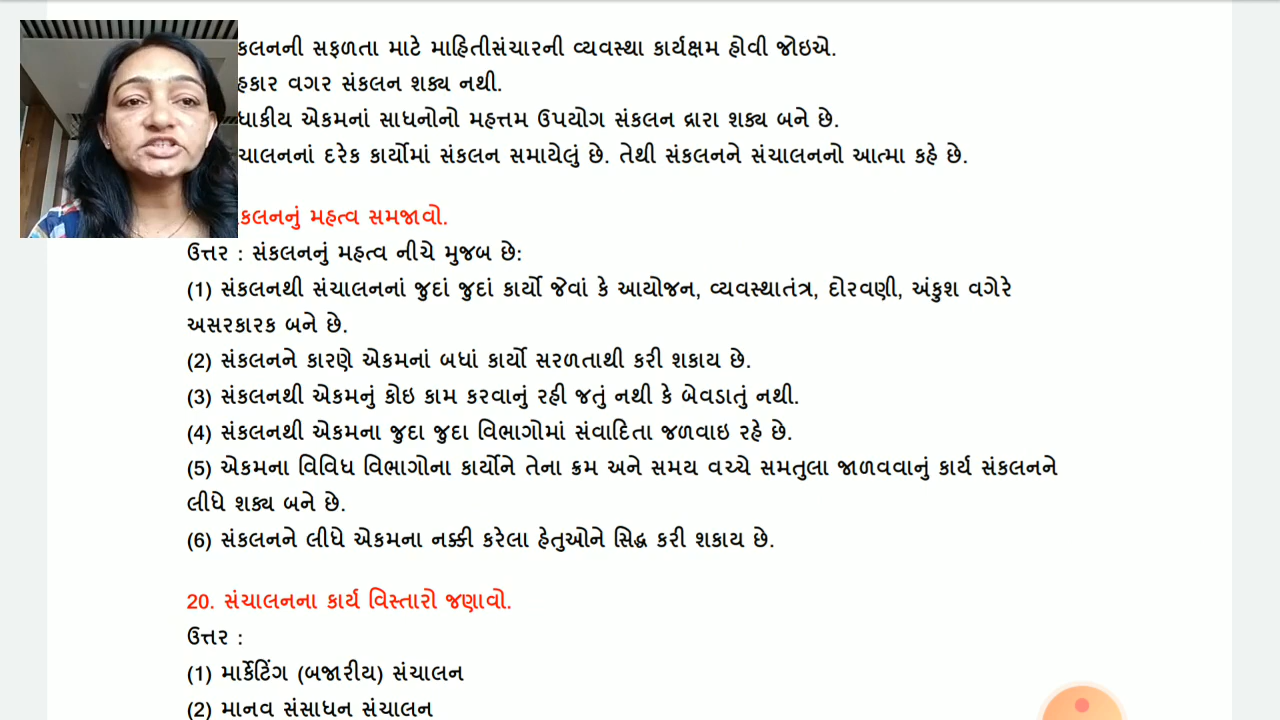 સફળતા માટે માહિતીસંચારની વ્યવસ્થા કાર્યક્ષમ હોવી જોઇએ.
વગર સંકલન શક્ય નથી.
એકમનાં સાધનોનો મહત્તમ ઉપયોગ સંકલન દ્રારા શક્ય બને છે.
દરેક કાર્યોમાં સંકલન સમાયેલું છે. તેથી સંકલનને સંચાલનનો આત્મા કહે છે.
મહત્વ સમજાવો.
ઉત્તર : સંકલનનું મહત્વ નીચે મુજબ છે:
(1) સંકલનથી સંચાલનનાં જુદાં જુદાં કાર્યો જેવાં કે આયોજન, વ્યવસ્થાતંત્ર, દોરવણી, અંકુશ વગેરે
અસરકારક બને છે.
(2) સંકલનને કારણે એકમનાં બધાં કાર્યો સરળતાથી કરી શકાય છે.
(3) સંકલનથી એકમનું કોઇ કામ કરવાનું રહી જતું નથી કે બેવડાતું નથી.
(4) સંકલનથી એકમના જુદા જુદા વિભાગોમાં સંવાદિતા જળવાઇ રહે છે.
(5) એકમના વિવિધ વિભાગોના કાર્યોને તેના ક્રમ અને સમય વચ્ચે સમતુલા જાળવવાનું કાર્ય સંકલનને
લીધે શક્ય બને છે.
(6) સંકલનને લીધે એકમના નક્કી કરેલા હેતુઓને સિદ્ધ કરી શકાય છે.
20. સંચાલનના કાર્ય વિસ્તારો જણાવો.
ઉત્તર :
(1) માર્કેટિંગ (બજારીય) સંચાલન
(2) માનવ સંસાધન સંચાલન